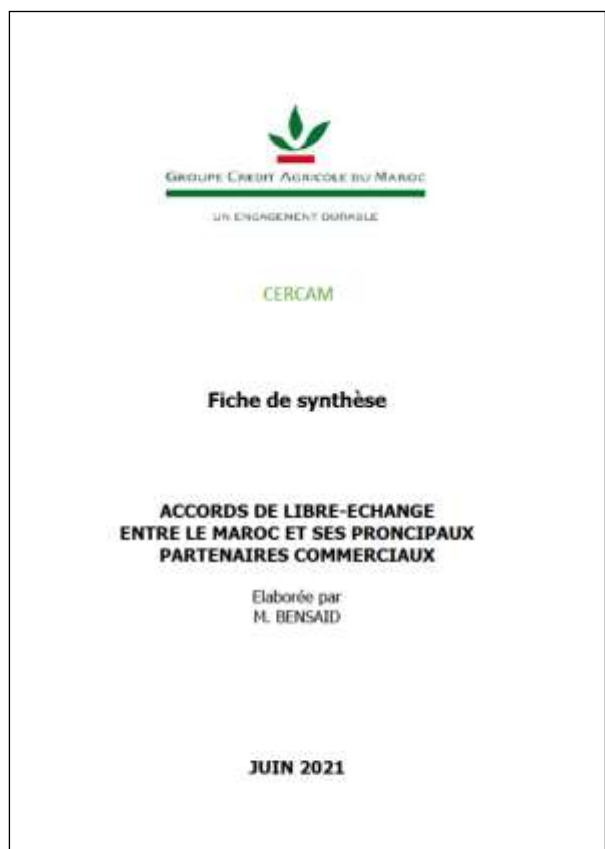 GROUPE CREDIT AGRICOLE DU MAROC
UN ENGAGEMENT DURABLE
CERCAM
Fiche de synthèse
ACCORDS DE LIBRE-ECHANGE
ENTRE LE MAROC ET SES PRONCIPAUX
PARTENAIRES COMMERCIAUX
Elaborée par
M. BENSAID
JUIN 2021